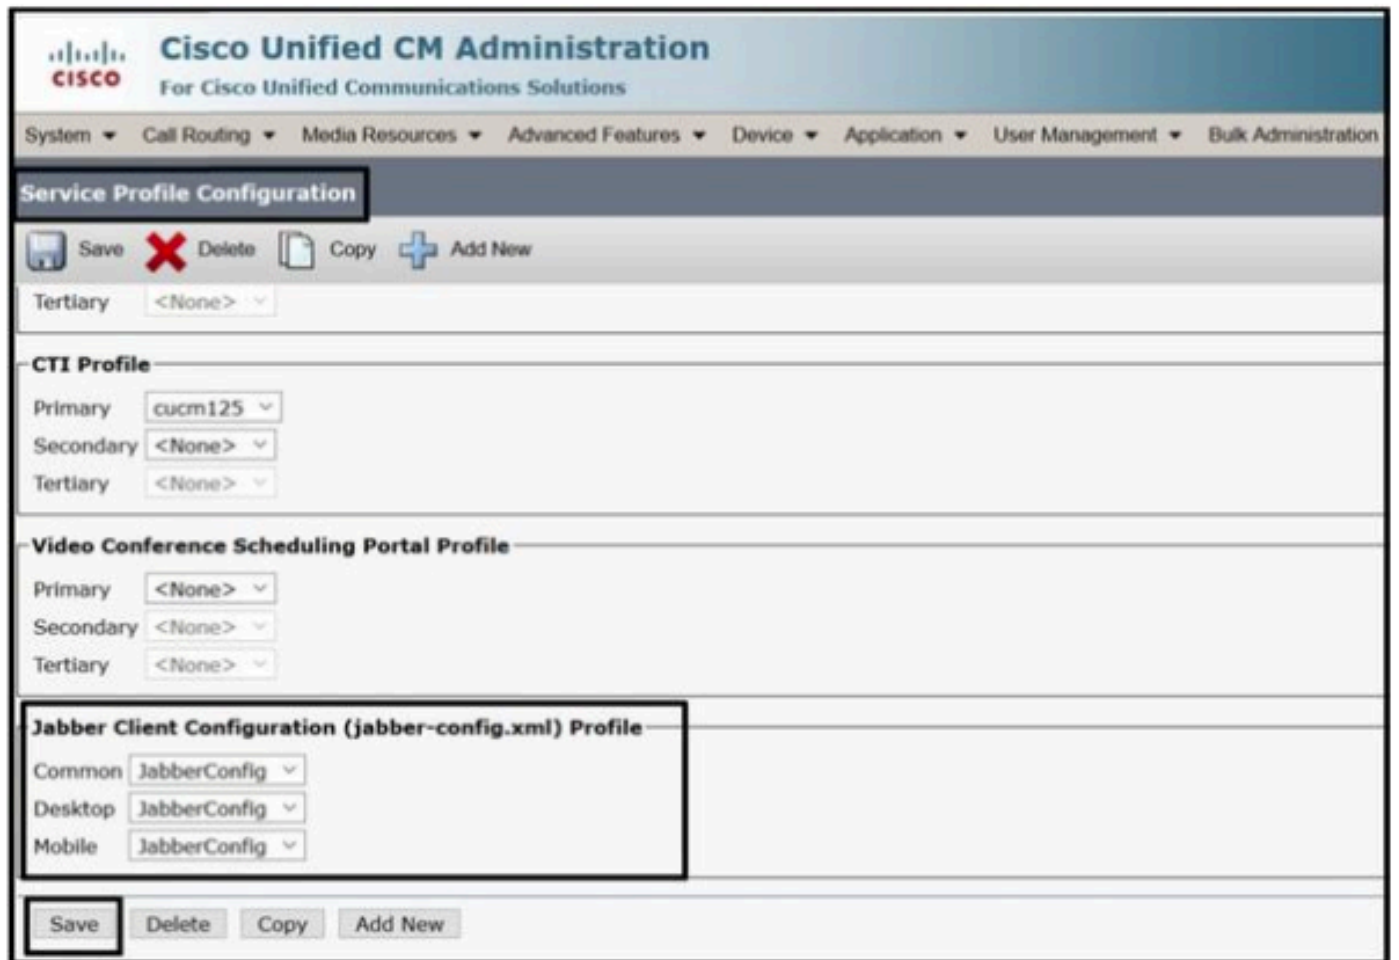 Cisco Unified CM Administration
CISCO
For Cisco Unified Communications Solutions
System Call Routing Media Resources Advanced Features Device Application User Management Bulk Administration
Service Profile Configuration
Save Delete Copy Add New
Tertiary <None>
CTI Profile
Primary cucm125
Secondary <None>
Tertiary <None>
Video Conference Scheduling Portal Profile
Primary <None>
Secondary <None>
Tertiary <None>
Jabber Client Configuration (jabber-config.xml) Profile
Common JabberConfig
Desktop JabberConfig
Mobile JabberConfig
Save Delete Copy Add New